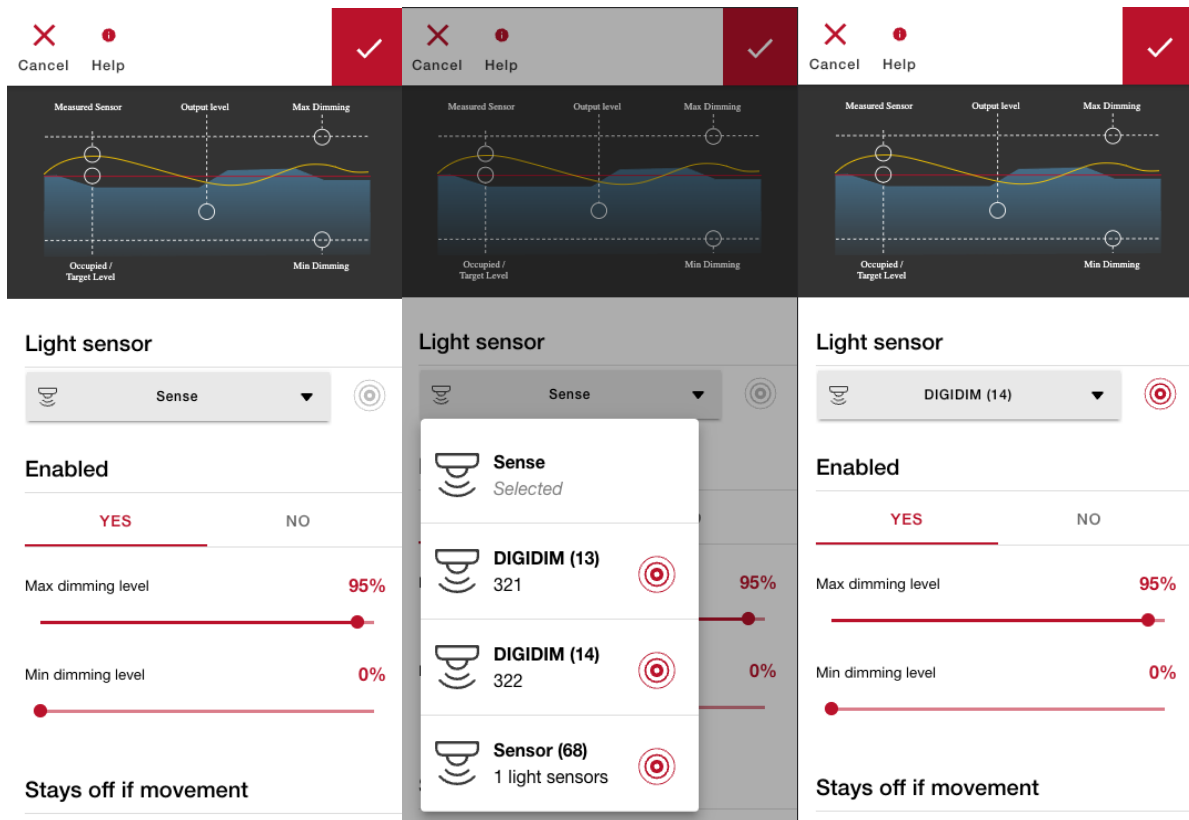 Cancel Help
Measured Sensor Output level Max Dimming
Occupied /
Target Level
Min Dimming
Light sensor
Sense
Enabled
YES NO
Max dimming level 95%
Min dimming level 0%
Stays off if movement
Cancel Help
Measured Sensor Output level Max Dimming
Occupied /
Target Level
Min Dimming
Light sensor
Sense
Sense
Selected
DIGIDIM (13)
321
95%
DIGIDIM (14)
322
0%
Sensor (68)
1 light sensors
Cancel Help
Measured Sensor Output level Max Dimming
Occupied /
Target Level
Min Dimming
Light sensor
DIGIDIM (14)
Enabled
YES NO
Max dimming level 95%
Min dimming level 0%
Stays off if movement